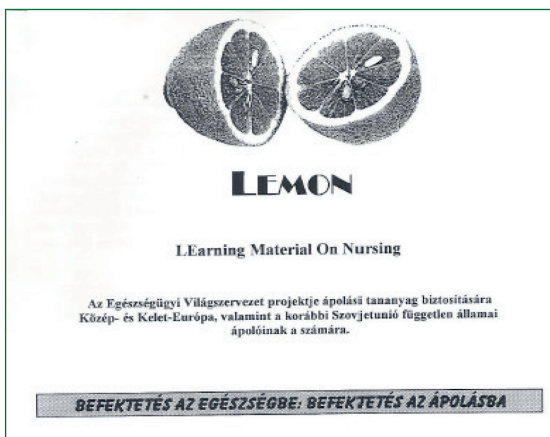 LEMON
LEarning Material On Nursing
Az Egészségügyi Világszervezet projektje ápolási tananyag biztosítására
Közép- és Kelet-Európa, valamint a korábbi Szovjetunió független államai
ápolóinak a számára.
BEFEKTETÉS AZ EGÉSZSÉGBE: BEFEKTETÉS AZ ÁPOLÁSBA